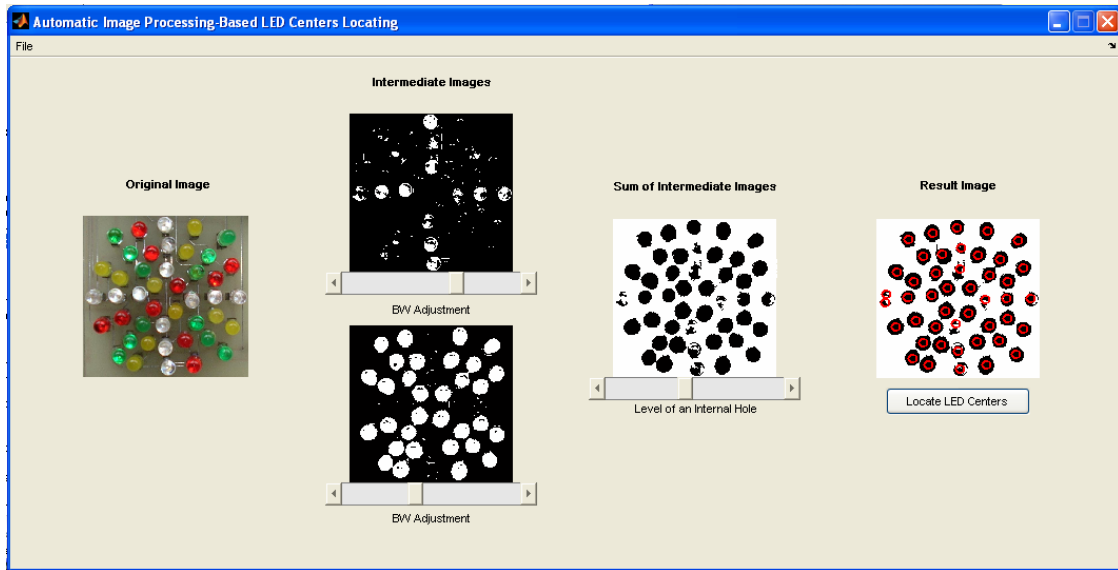 Automatic Image Processing-Based LED Centers Locating
File
Intermediate Images
Original Image
BW Adjustment
BW Adjustment
Sum of Intermediate Images
Level of an Internal Hole
Result Image
Locate LED Centers